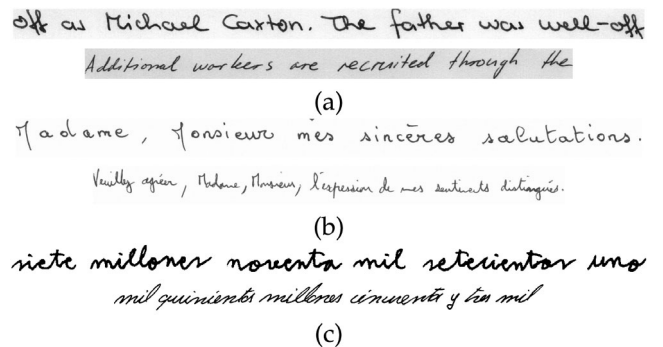 off as Michael Caxton. The father was well-off
Additional workers are recruited through the
(a)
Madame, Monsieur mes sincères salutations.
Veuillez agréer, Madame, Monsieur, l'expression de mes sentiments distingués.
(b)
siete millones noventa mil setecientos uno
mil quinientos millones cincuenta y tres mil
(c)